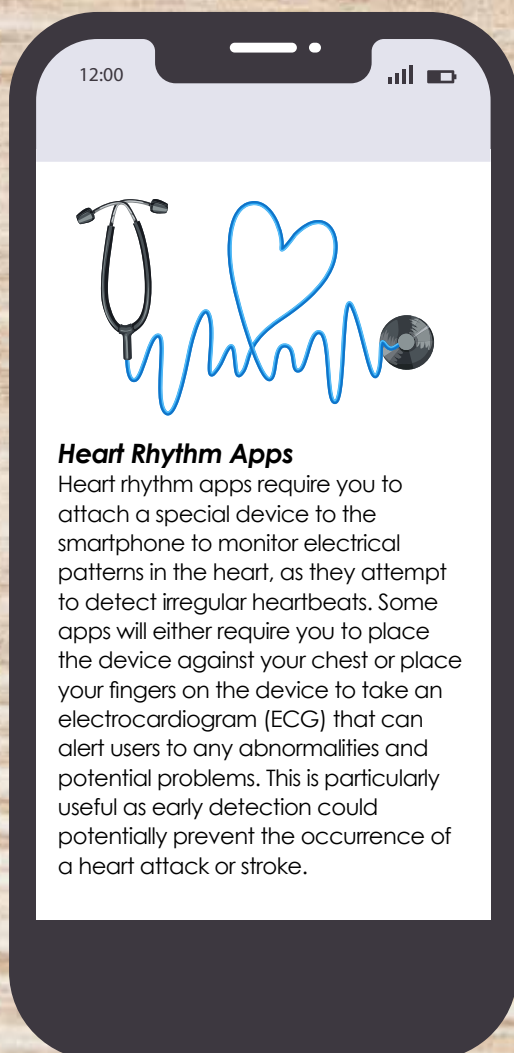 12:00
Heart Rhythm Apps
Heart rhythm apps require you to
attach a special device to the
smartphone to monitor electrical
patterns in the heart, as they attempt
to detect irregular heartbeats. Some
apps will either require you to place
the device against your chest or place
your fingers on the device to take an
electrocardiogram (ECG) that can
alert users to any abnormalities and
potential problems. This is particularly
useful as early detection could
potentially prevent the occurrence of
a heart attack or stroke.